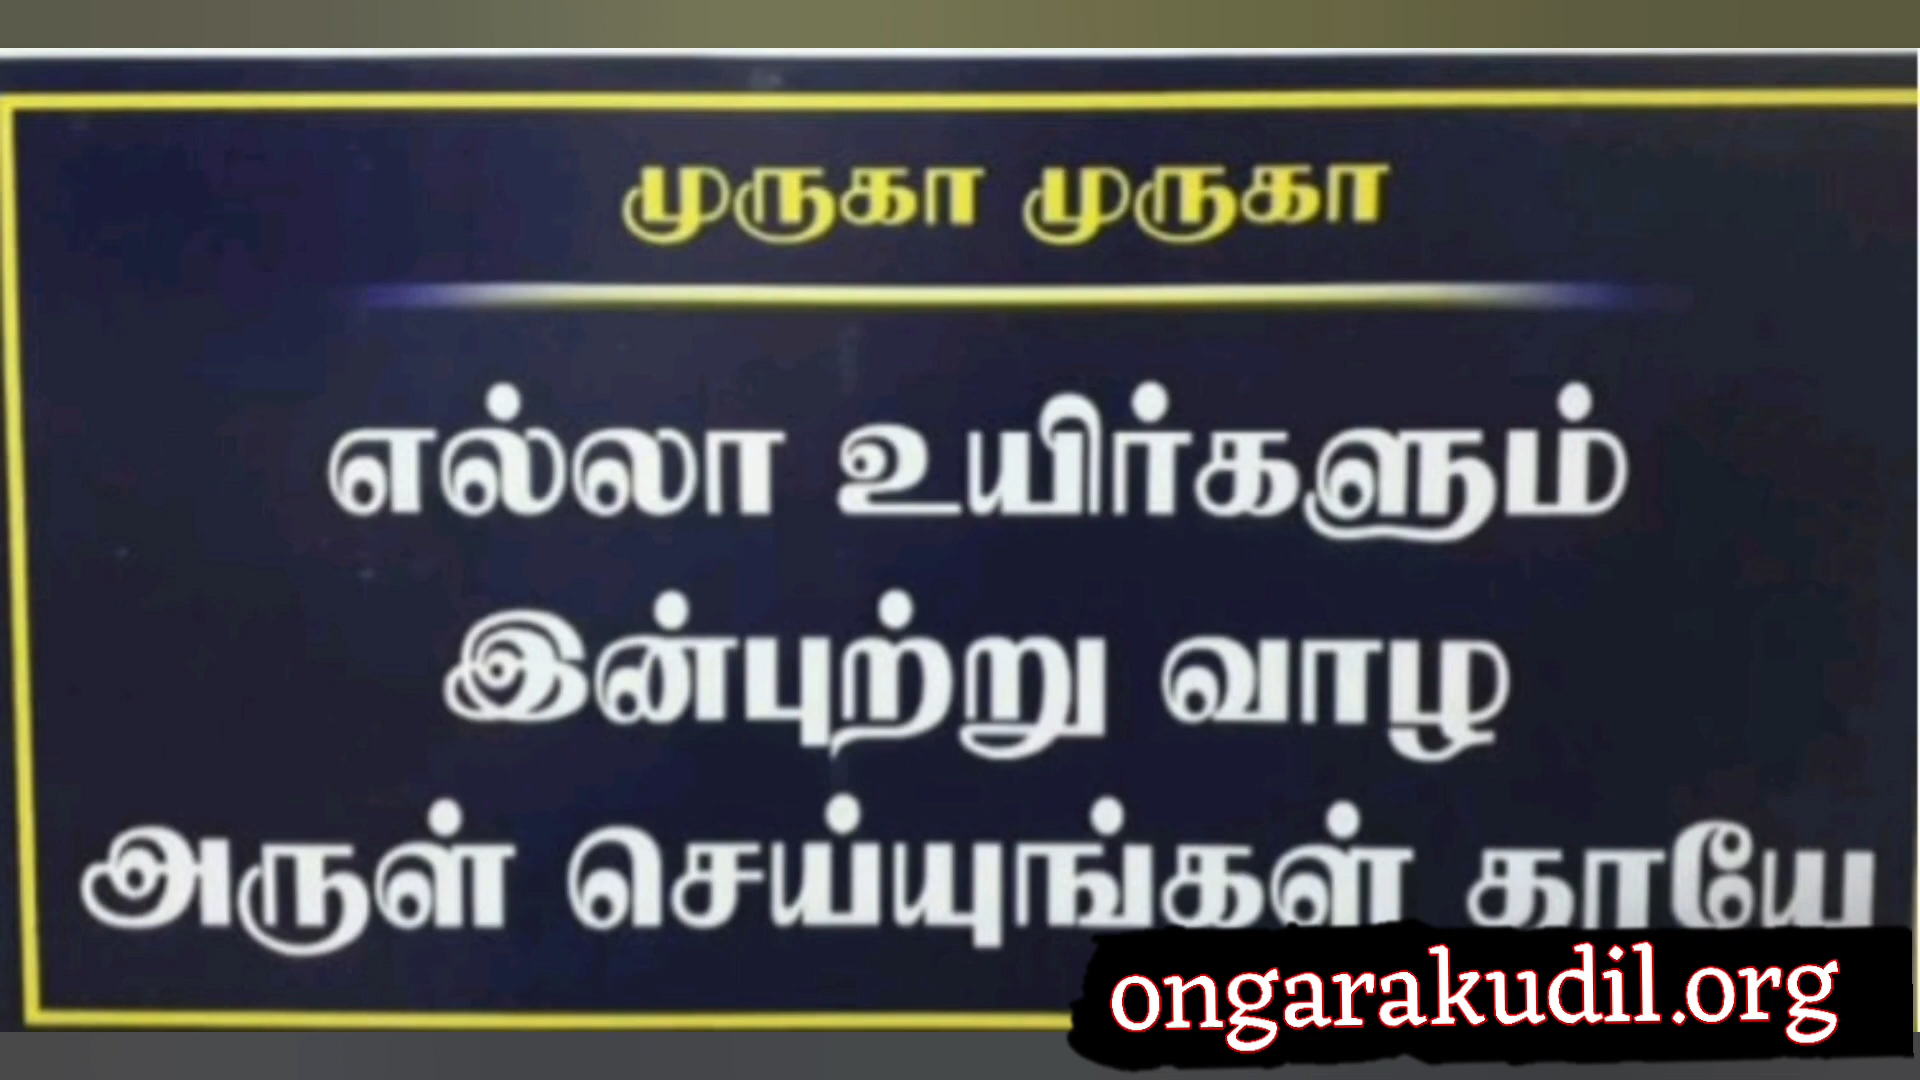 முருகா முருகா
எல்லா உயிர்களும்
இன்புற்று வாழ
அருள் செய்யுங்கள்
ongarakudil.org